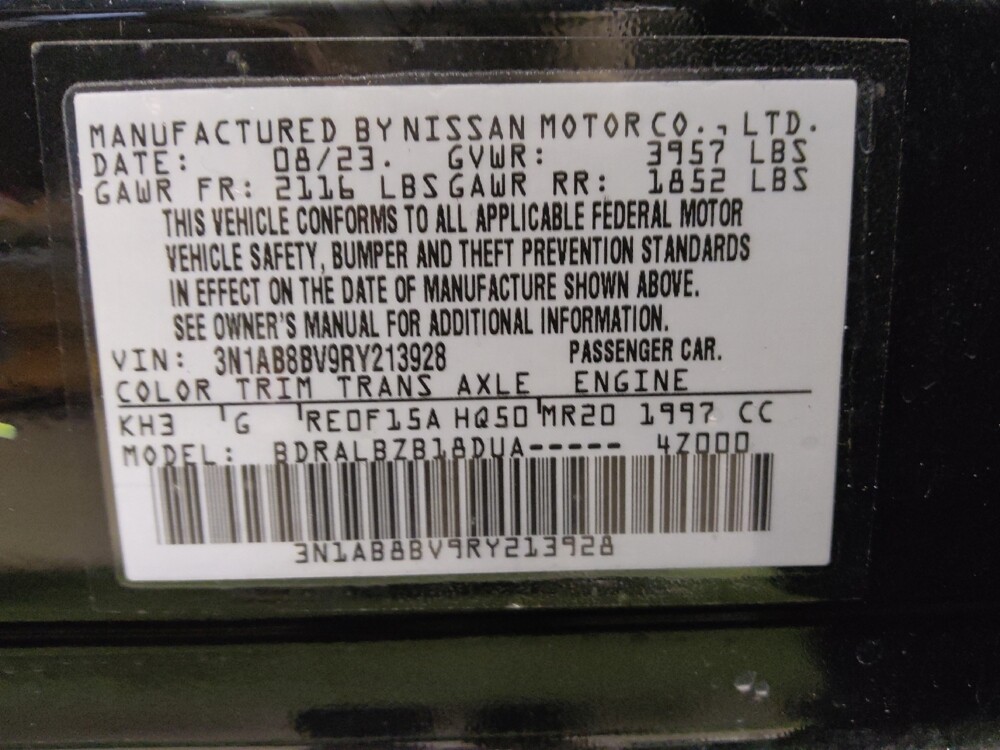 MANUFACTURED BY NISSAN MOTOR CO., LTD.
DATE: 08/23. GVWR: 3957 LBS
GAWR FR: 2116 LBS GAWR RR: 1852 LBS
THIS VEHICLE CONFORMS TO ALL APPLICABLE FEDERAL MOTOR
VEHICLE SAFETY, BUMPER AND THEFT PREVENTION STANDARDS
IN EFFECT ON THE DATE OF MANUFACTURE SHOWN ABOVE.
SEE OWNER'S MANUAL FOR ADDITIONAL INFORMATION.
VIN: 3N1AB8BV9RY213928 PASSENGER CAR.
COLOR TRIM TRANS AXLE ENGINE
KH3 G RE0F15A HQ50 MR20 1997 CC
MODEL: BDRALBZB18DUA----- 4Z000
3N1AB8BV9RY213928